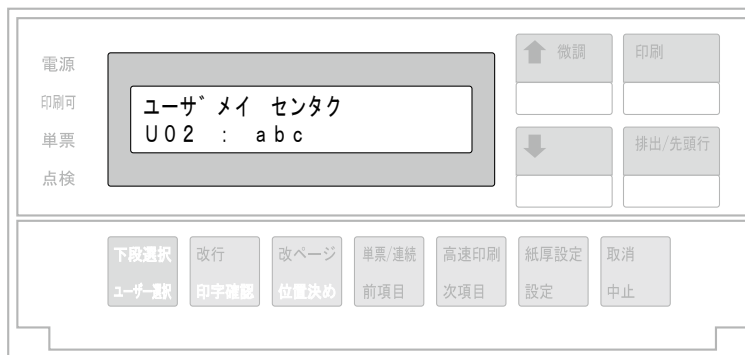 電源
印刷可
単票
点検
ユーザﾞメイ センタク
U02 : abc
微調
印刷
排出/先頭行
下段選択
ユーザー選択
改行
印字確認
改ページ
位置決め
単票/連続
前項目
高速印刷
次項目
紙厚設定
設定
取消
中止